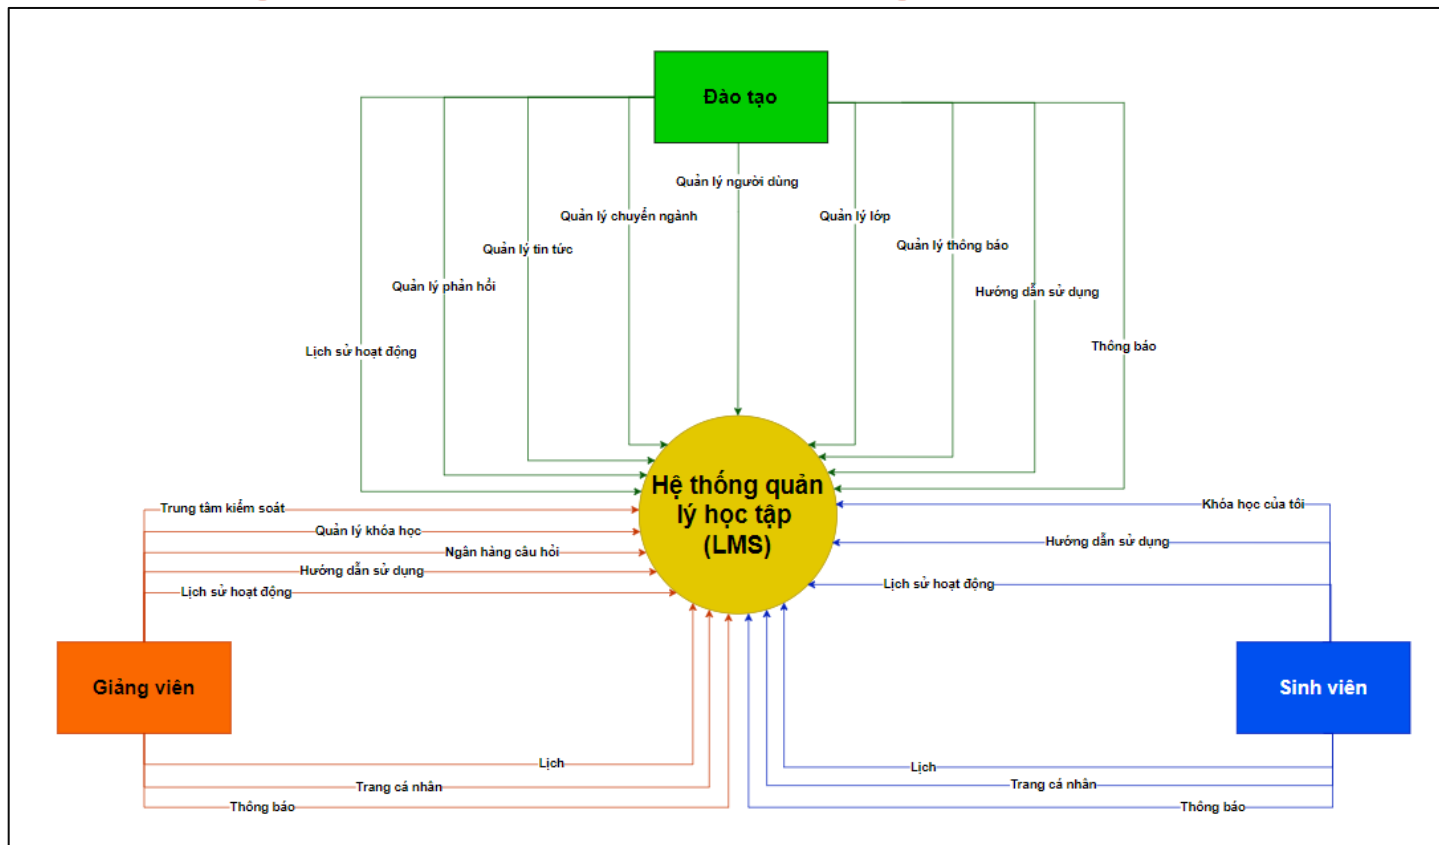 Đào tạo
Quản lý người dùng
Quản lý chuyển ngành
Quản lý lớp
Quản lý tin tức
Quản lý thông báo
Quản lý phản hồi
Hướng dẫn sử dụng
Lịch sử hoạt động
Thông báo
Hệ thống quản
lý học tập
(LMS)
Trung tâm kiểm soát
Quản lý khóa học
Ngân hàng câu hỏi
Hướng dẫn sử dụng
Lịch sử hoạt động
Khóa học của tôi
Hướng dẫn sử dụng
Lịch sử hoạt động
Giảng viên
Sinh viên
Lịch
Trang cá nhân
Thông báo
Lịch
Trang cá nhân
Thông báo